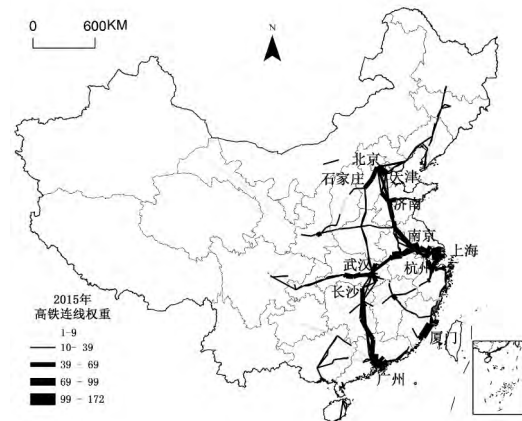 0 600KM
N
北京
天津
石家庄
济南
南京
上海
武汉
杭州
长沙
厦门
广州
2015年
高铁连线权重
1-9
10-39
39-69
69-99
99-172